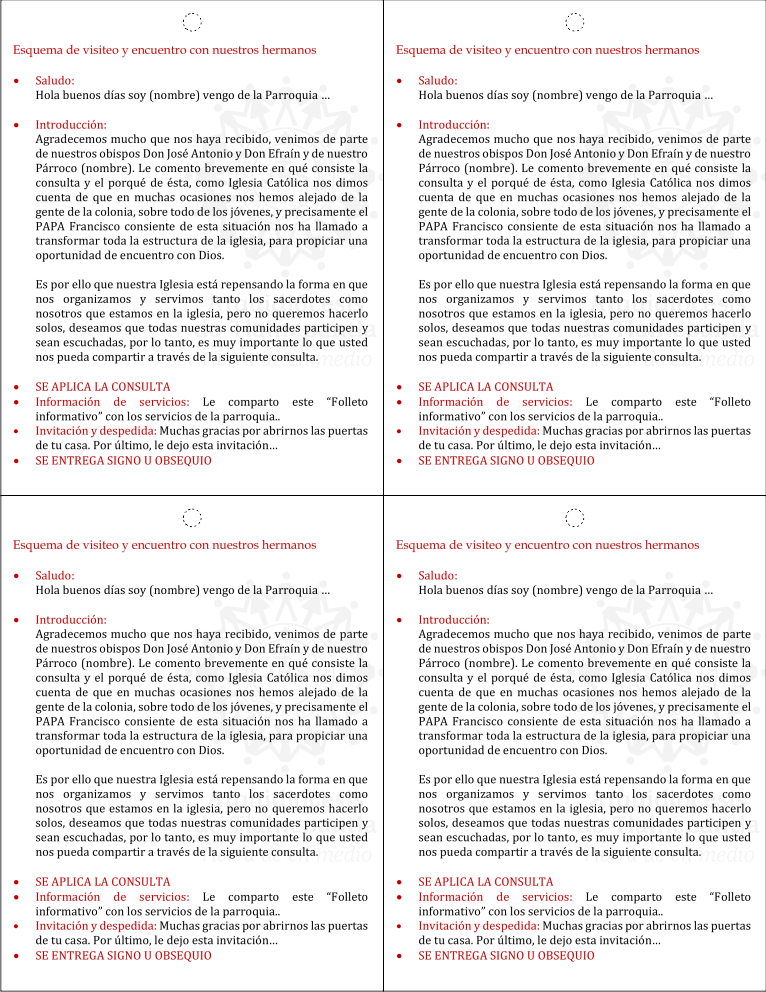 Esquema de visiteo y encuentro con nuestros hermanos
• Saludo:
Hola buenos días soy (nombre) vengo de la Parroquia ...
• Introducción:
Agradecemos mucho que nos haya recibido, venimos de parte
de nuestros obispos Don José Antonio y Don Efraín y de nuestro
Párroco (nombre). Le comento brevemente en qué consiste la
consulta y el porqué de ésta, como Iglesia Católica nos dimos
cuenta de que en muchas ocasiones nos hemos alejado de la
gente de la colonia, sobre todo de los jóvenes, y precisamente el
PAPA Francisco consiente de esta situación nos ha llamado a
transformar toda la estructura de la iglesia, para propiciar una
oportunidad de encuentro con Dios.
Es por ello que nuestra Iglesia está repensando la forma en que
nos organizamos y servimos tanto los sacerdotes como
nosotros que estamos en la iglesia, pero no queremos hacerlo
solos, deseamos que todas nuestras comunidades participen y
sean escuchadas, por lo tanto, es muy importante lo que usted
nos pueda compartir a través de la siguiente consulta.
• SE APLICA LA CONSULTA
• Información de servicios: Le comparto este “Folleto
informativo” con los servicios de la parroquia..
• Invitación y despedida: Muchas gracias por abrirnos las puertas
de tu casa. Por último, le dejo esta invitación...
• SE ENTREGA SIGNO U OBSEQUIO
Esquema de visiteo y encuentro con nuestros hermanos
• Saludo:
Hola buenos días soy (nombre) vengo de la Parroquia ...
• Introducción:
Agradecemos mucho que nos haya recibido, venimos de parte
de nuestros obispos Don José Antonio y Don Efraín y de nuestro
Párroco (nombre). Le comento brevemente en qué consiste la
consulta y el porqué de ésta, como Iglesia Católica nos dimos
cuenta de que en muchas ocasiones nos hemos alejado de la
gente de la colonia, sobre todo de los jóvenes, y precisamente el
PAPA Francisco consiente de esta situación nos ha llamado a
transformar toda la estructura de la iglesia, para propiciar una
oportunidad de encuentro con Dios.
Es por ello que nuestra Iglesia está repensando la forma en que
nos organizamos y servimos tanto los sacerdotes como
nosotros que estamos en la iglesia, pero no queremos hacerlo
solos, deseamos que todas nuestras comunidades participen y
sean escuchadas, por lo tanto, es muy importante lo que usted
nos pueda compartir a través de la siguiente consulta.
• SE APLICA LA CONSULTA
• Información de servicios: Le comparto este “Folleto
informativo” con los servicios de la parroquia..
• Invitación y despedida: Muchas gracias por abrirnos las puertas
de tu casa. Por último, le dejo esta invitación...
• SE ENTREGA SIGNO U OBSEQUIO
Esquema de visiteo y encuentro con nuestros hermanos
• Saludo:
Hola buenos días soy (nombre) vengo de la Parroquia ...
• Introducción:
Agradecemos mucho que nos haya recibido, venimos de parte
de nuestros obispos Don José Antonio y Don Efraín y de nuestro
Párroco (nombre). Le comento brevemente en qué consiste la
consulta y el porqué de ésta, como Iglesia Católica nos dimos
cuenta de que en muchas ocasiones nos hemos alejado de la
gente de la colonia, sobre todo de los jóvenes, y precisamente el
PAPA Francisco consiente de esta situación nos ha llamado a
transformar toda la estructura de la iglesia, para propiciar una
oportunidad de encuentro con Dios.
Es por ello que nuestra Iglesia está repensando la forma en que
nos organizamos y servimos tanto los sacerdotes como
nosotros que estamos en la iglesia, pero no queremos hacerlo
solos, deseamos que todas nuestras comunidades participen y
sean escuchadas, por lo tanto, es muy importante lo que usted
nos pueda compartir a través de la siguiente consulta.
• SE APLICA LA CONSULTA
• Información de servicios: Le comparto este “Folleto
informativo” con los servicios de la parroquia..
• Invitación y despedida: Muchas gracias por abrirnos las puertas
de tu casa. Por último, le dejo esta invitación...
• SE ENTREGA SIGNO U OBSEQUIO
Esquema de visiteo y encuentro con nuestros hermanos
• Saludo:
Hola buenos días soy (nombre) vengo de la Parroquia ...
• Introducción:
Agradecemos mucho que nos haya recibido, venimos de parte
de nuestros obispos Don José Antonio y Don Efraín y de nuestro
Párroco (nombre). Le comento brevemente en qué consiste la
consulta y el porqué de ésta, como Iglesia Católica nos dimos
cuenta de que en muchas ocasiones nos hemos alejado de la
gente de la colonia, sobre todo de los jóvenes, y precisamente el
PAPA Francisco consiente de esta situación nos ha llamado a
transformar toda la estructura de la iglesia, para propiciar una
oportunidad de encuentro con Dios.
Es por ello que nuestra Iglesia está repensando la forma en que
nos organizamos y servimos tanto los sacerdotes como
nosotros que estamos en la iglesia, pero no queremos hacerlo
solos, deseamos que todas nuestras comunidades participen y
sean escuchadas, por lo tanto, es muy importante lo que usted
nos pueda compartir a través de la siguiente consulta.
• SE APLICA LA CONSULTA
• Información de servicios: Le comparto este “Folleto
informativo” con los servicios de la parroquia..
• Invitación y despedida: Muchas gracias por abrirnos las puertas
de tu casa. Por último, le dejo esta invitación...
• SE ENTREGA SIGNO U OBSEQUIO